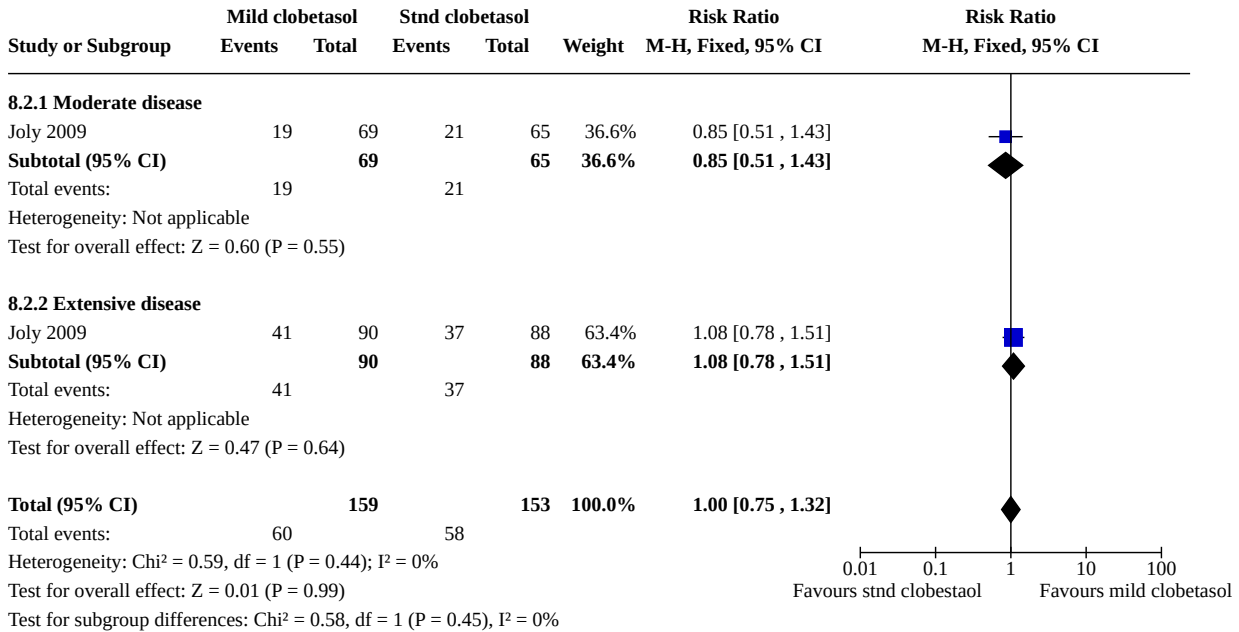 Mild clobetasol Stnd clobetasol Risk Ratio Risk Ratio
Study or Subgroup Events Total Events Total Weight M-H, Fixed, 95% CI M-H, Fixed, 95% CI
8.2.1 Moderate disease
Joly 2009 19 69 21 65 36.6% 0.85 [0.51 , 1.43]
Subtotal (95% CI) 69 65 36.6% 0.85 [0.51 , 1.43]
Total events: 19 21
Heterogeneity: Not applicable
Test for overall effect: Z = 0.60 (P = 0.55)
8.2.2 Extensive disease
Joly 2009 41 90 37 88 63.4% 1.08 [0.78 , 1.51]
Subtotal (95% CI) 90 88 63.4% 1.08 [0.78 , 1.51]
Total events: 41 37
Heterogeneity: Not applicable
Test for overall effect: Z = 0.47 (P = 0.64)
Total (95% CI) 159 153 100.0% 1.00 [0.75 , 1.32]
Total events: 60 58
Heterogeneity: Chi² = 0.59, df = 1 (P = 0.44); I² = 0%
0.01 0.1 1 10 100
Test for overall effect: Z = 0.01 (P = 0.99)
Favours stnd clobestaol Favours mild clobetasol
Test for subgroup differences: Chi² = 0.58, df = 1 (P = 0.45), I² = 0%